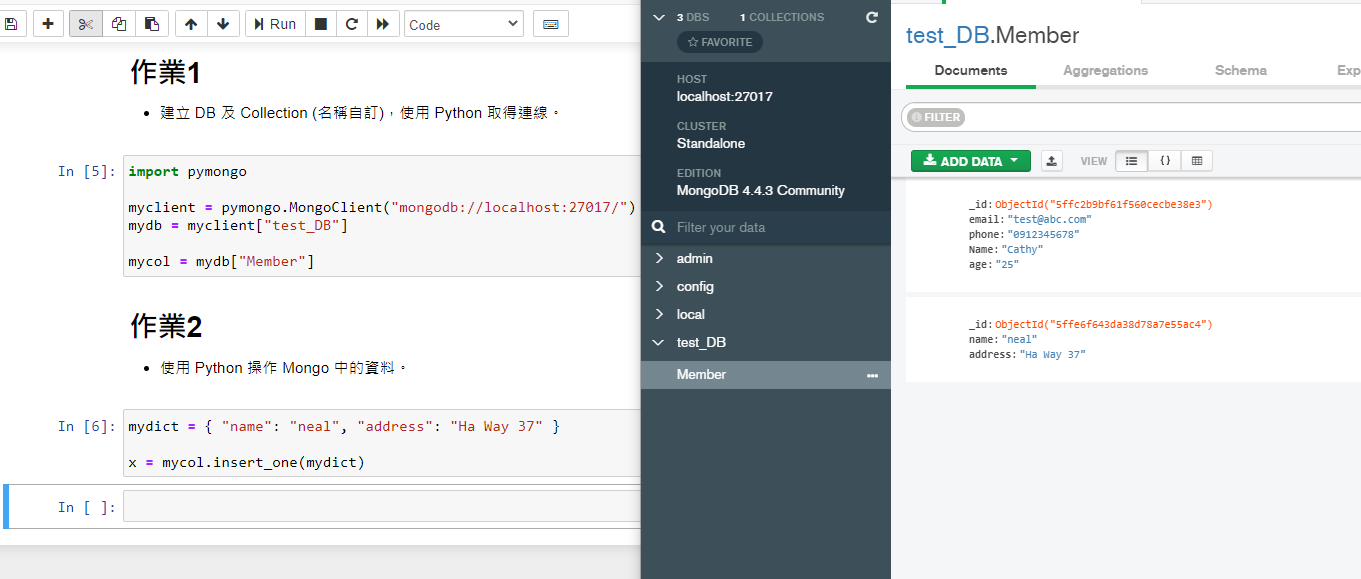 Run
Code
作業1
建立 DB 及 Collection (名稱自訂)，使用 Python 取得連線。
In [5]:
import pymongo
myclient = pymongo.MongoClient("mongodb://localhost:27017/")
mydb = myclient["test_DB"]
mycol = mydb["Member"]
作業2
使用 Python 操作 Mongo 中的資料。
In [6]:
mydict = { "name": "neal", "address": "Ha Way 37" }
x = mycol.insert_one(mydict)
In [ ]:
3 DBS 1 COLLECTIONS
FAVORITE
HOST
localhost:27017
CLUSTER
Standalone
EDITION
MongoDB 4.4.3 Community
Filter your data
admin
config
local
test_DB
Member
test_DB.Member
Documents Aggregations Schema Exp
FILTER
ADD DATA VIEW {}
_id:ObjectId("5ffc2b9bf61f560cecbe38e3")
email:"test@abc.com"
phone:"0912345678"
Name:"Cathy"
age:"25"
_id:ObjectId("5ffe6f643da38d78a7e55ac4")
name:"neal"
address:"Ha Way 37"